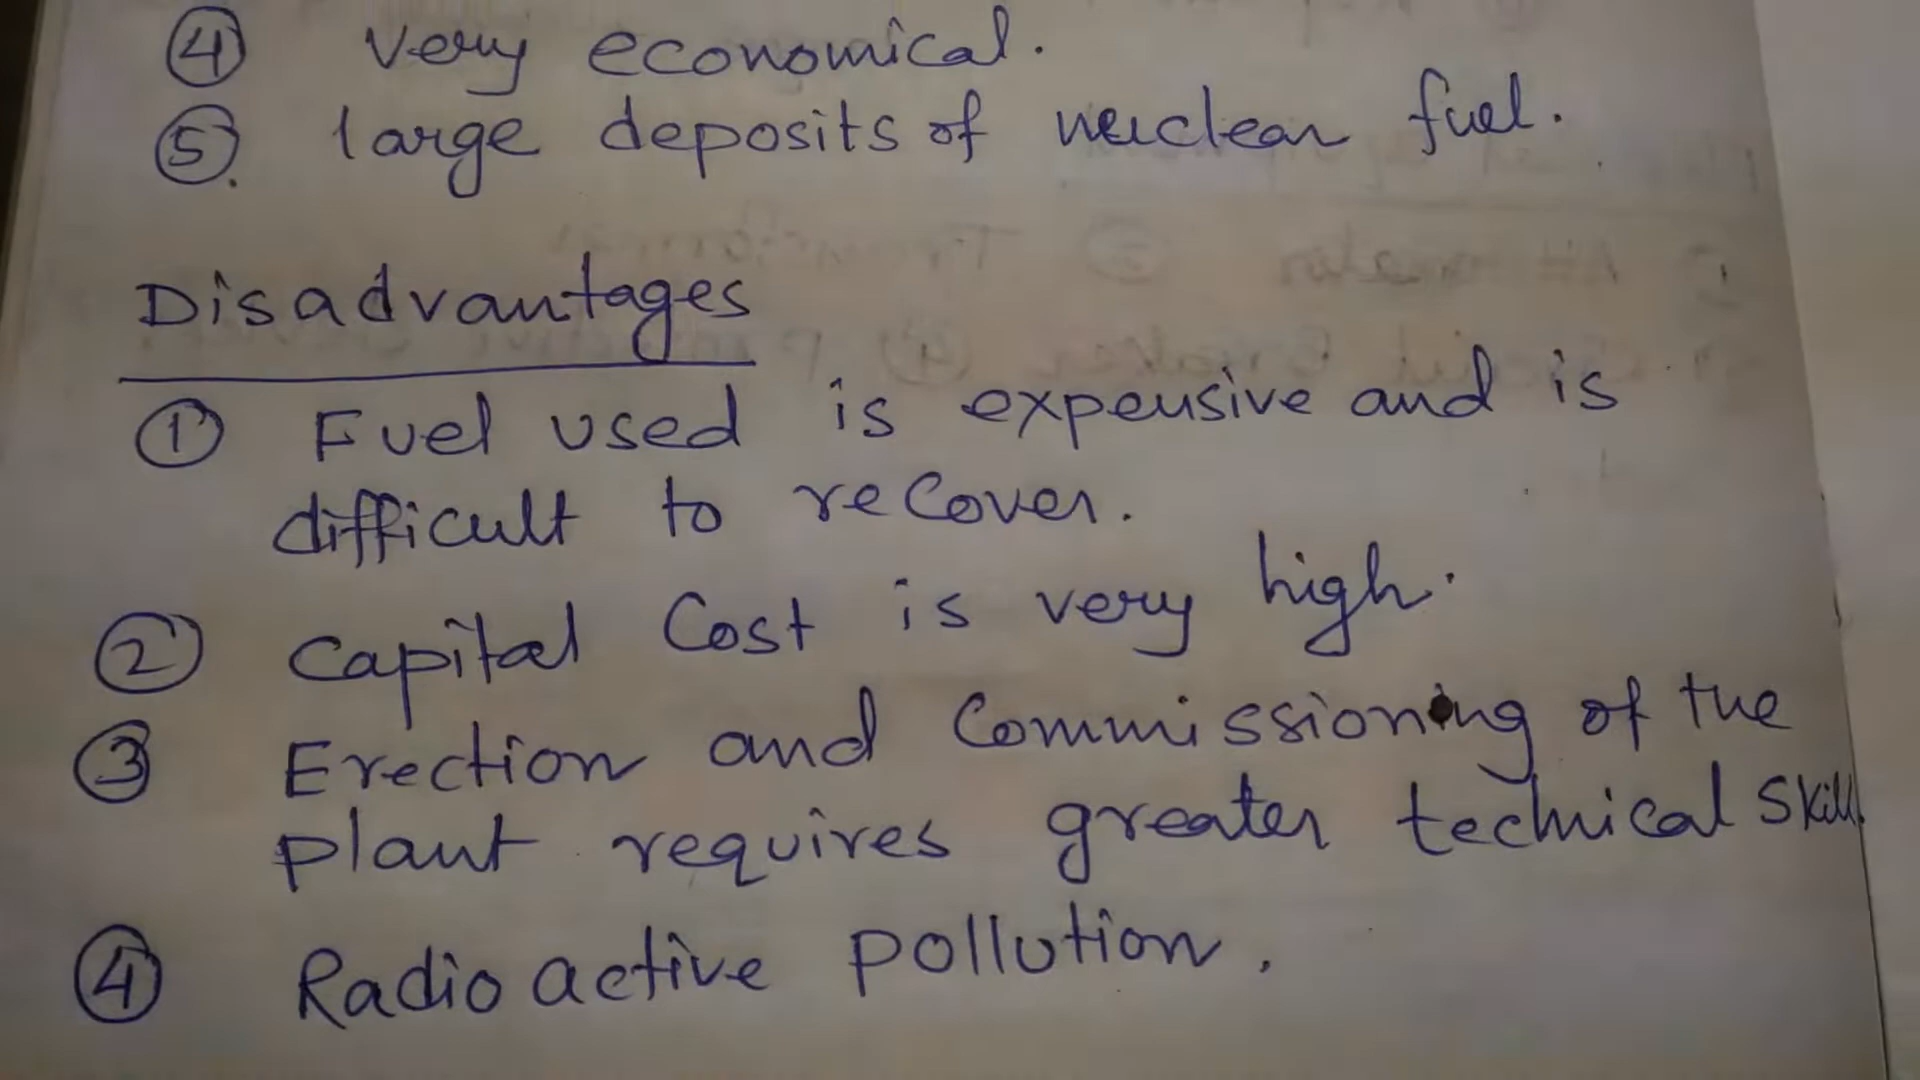 ④ Very economical.
⑤ large deposits of nuclear fuel.
Disadvantages
① Fuel used is expensive and is
difficult to recover.
② Capital Cost is very high.
③ Erection and Commissioning of the
plant requires greater technical skill.
④ Radio active pollution.